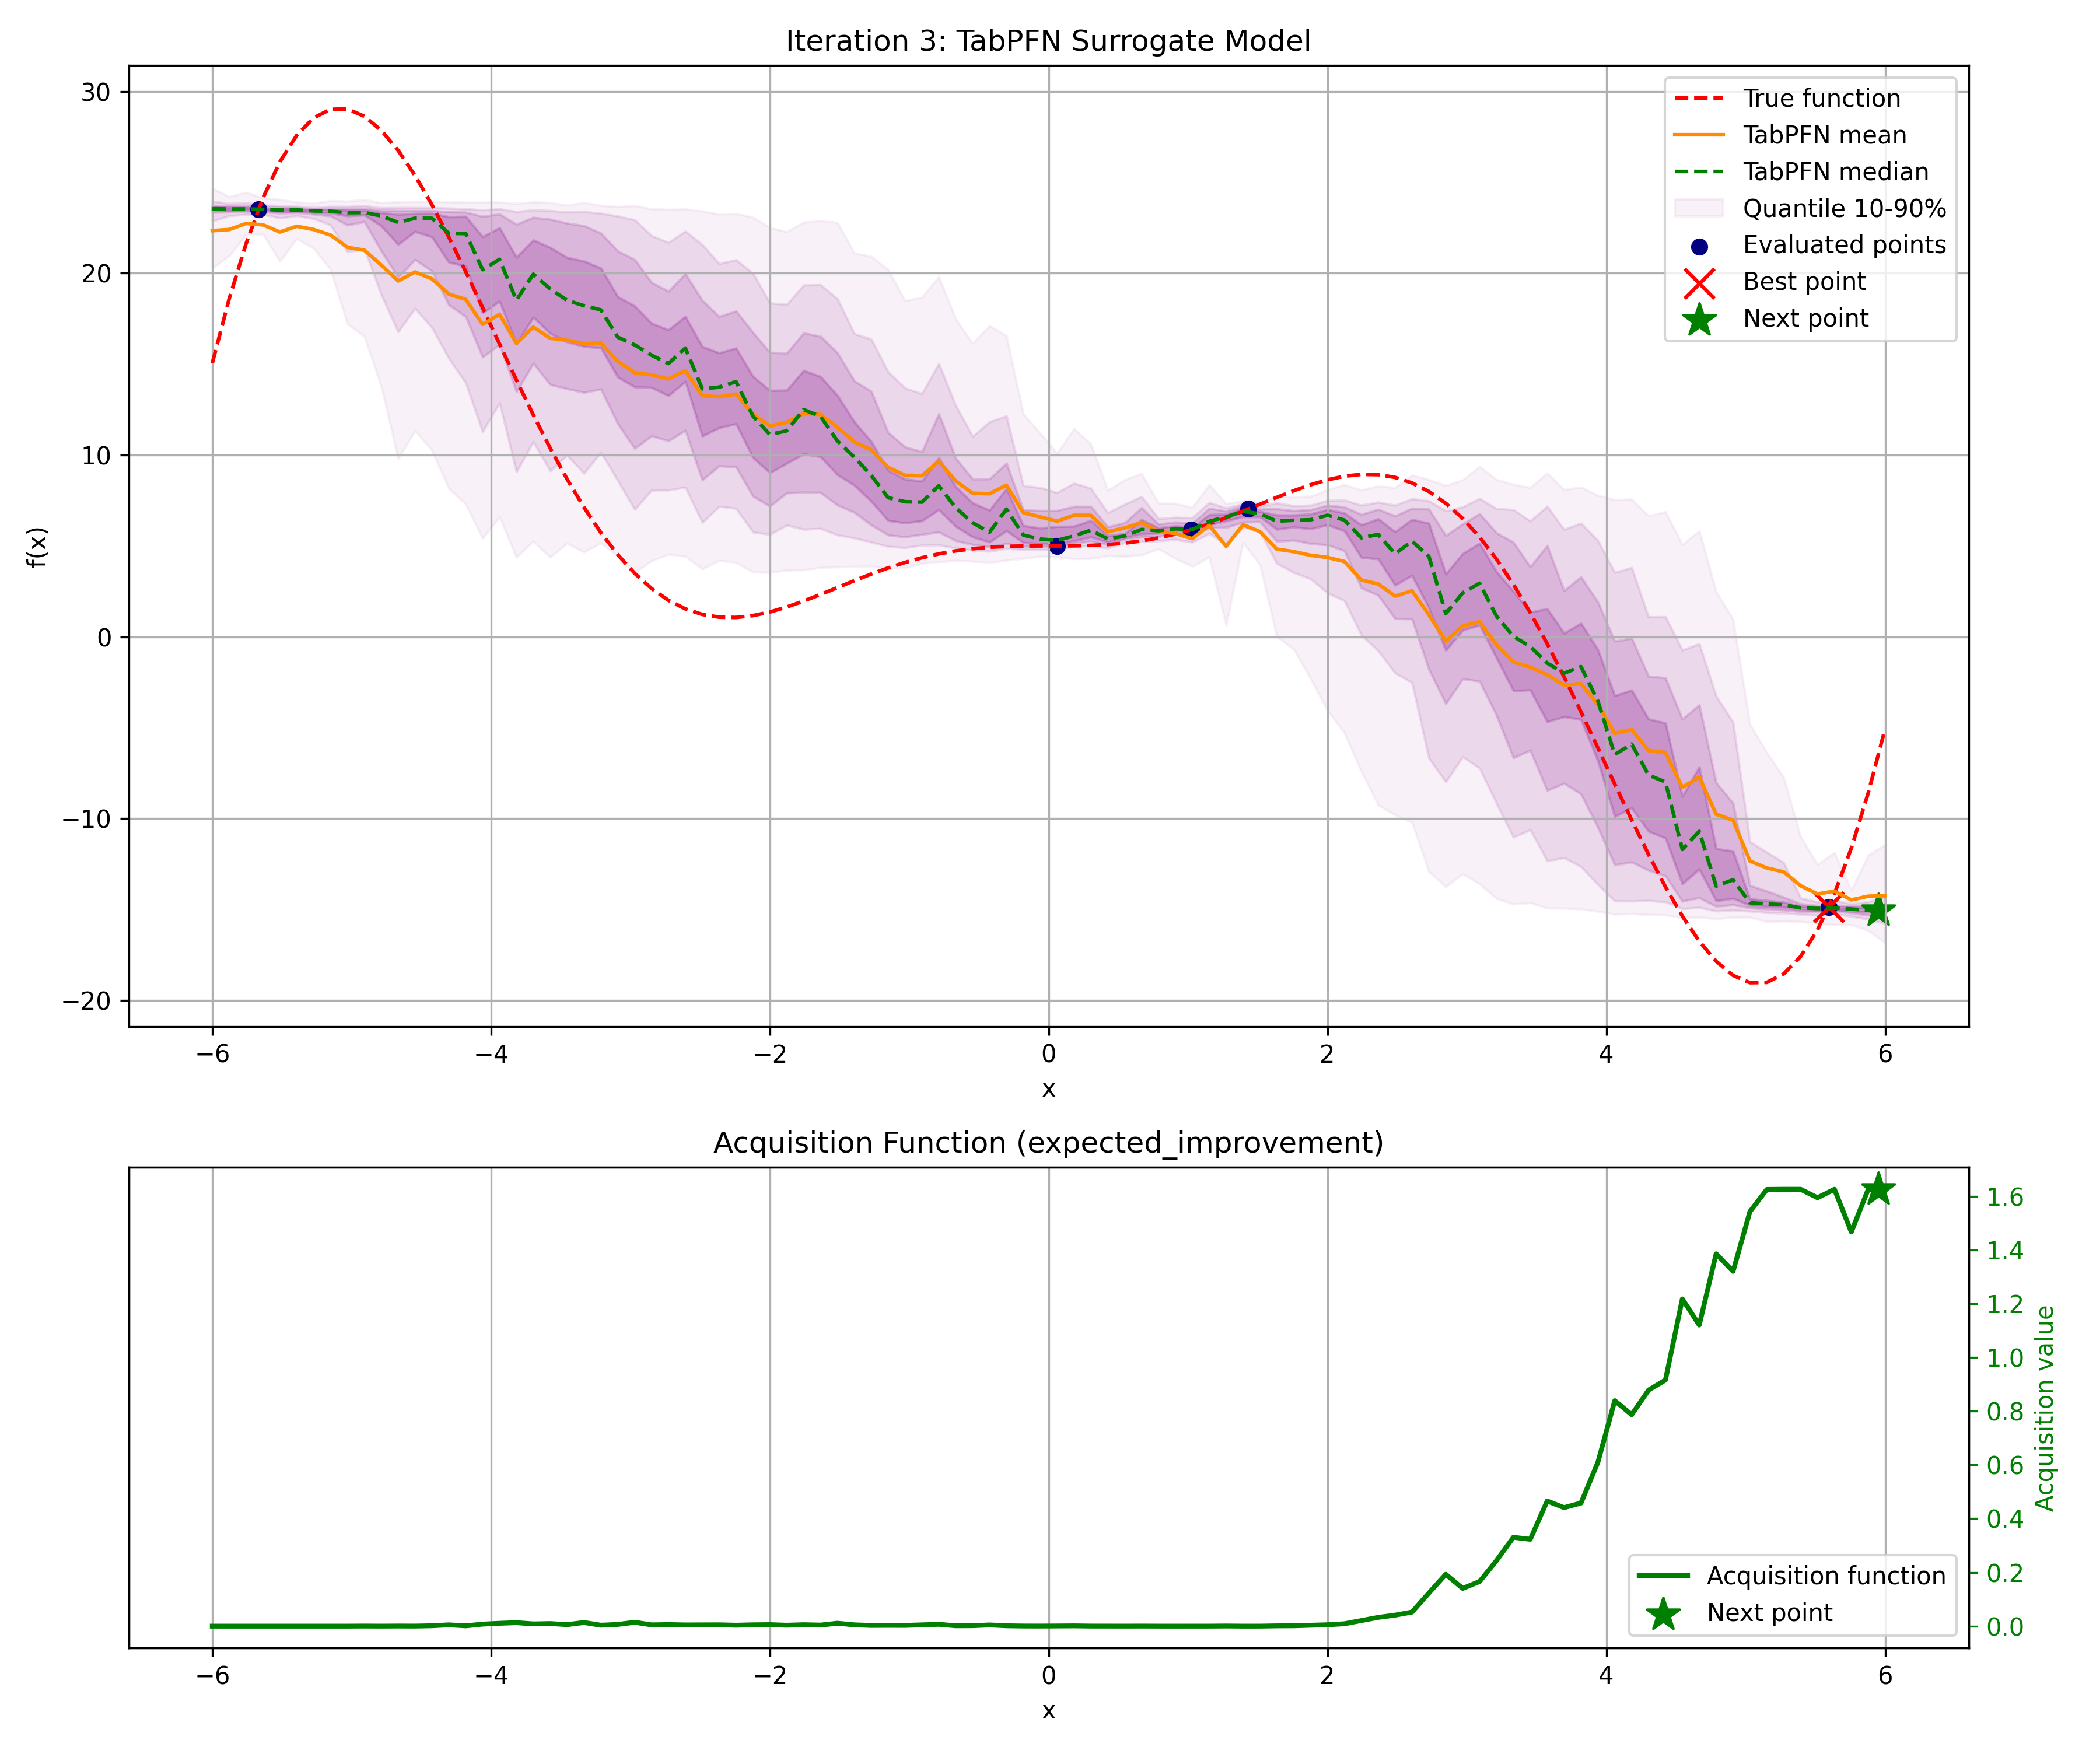 Iteration 3: TabPFN Surrogate Model
30
20
10
0
−10
−20
f(x)
True function
TabPFN mean
TabPFN median
Quantile 10-90%
Evaluated points
Best point
Next point
−6
−4
−2
0
2
4
6
x
Acquisition Function (expected_improvement)
1.6
1.4
1.2
1.0
0.8
0.6
0.4
0.2
0.0
Acquisition value
Acquisition function
Next point
−6
−4
−2
0
2
4
6
x